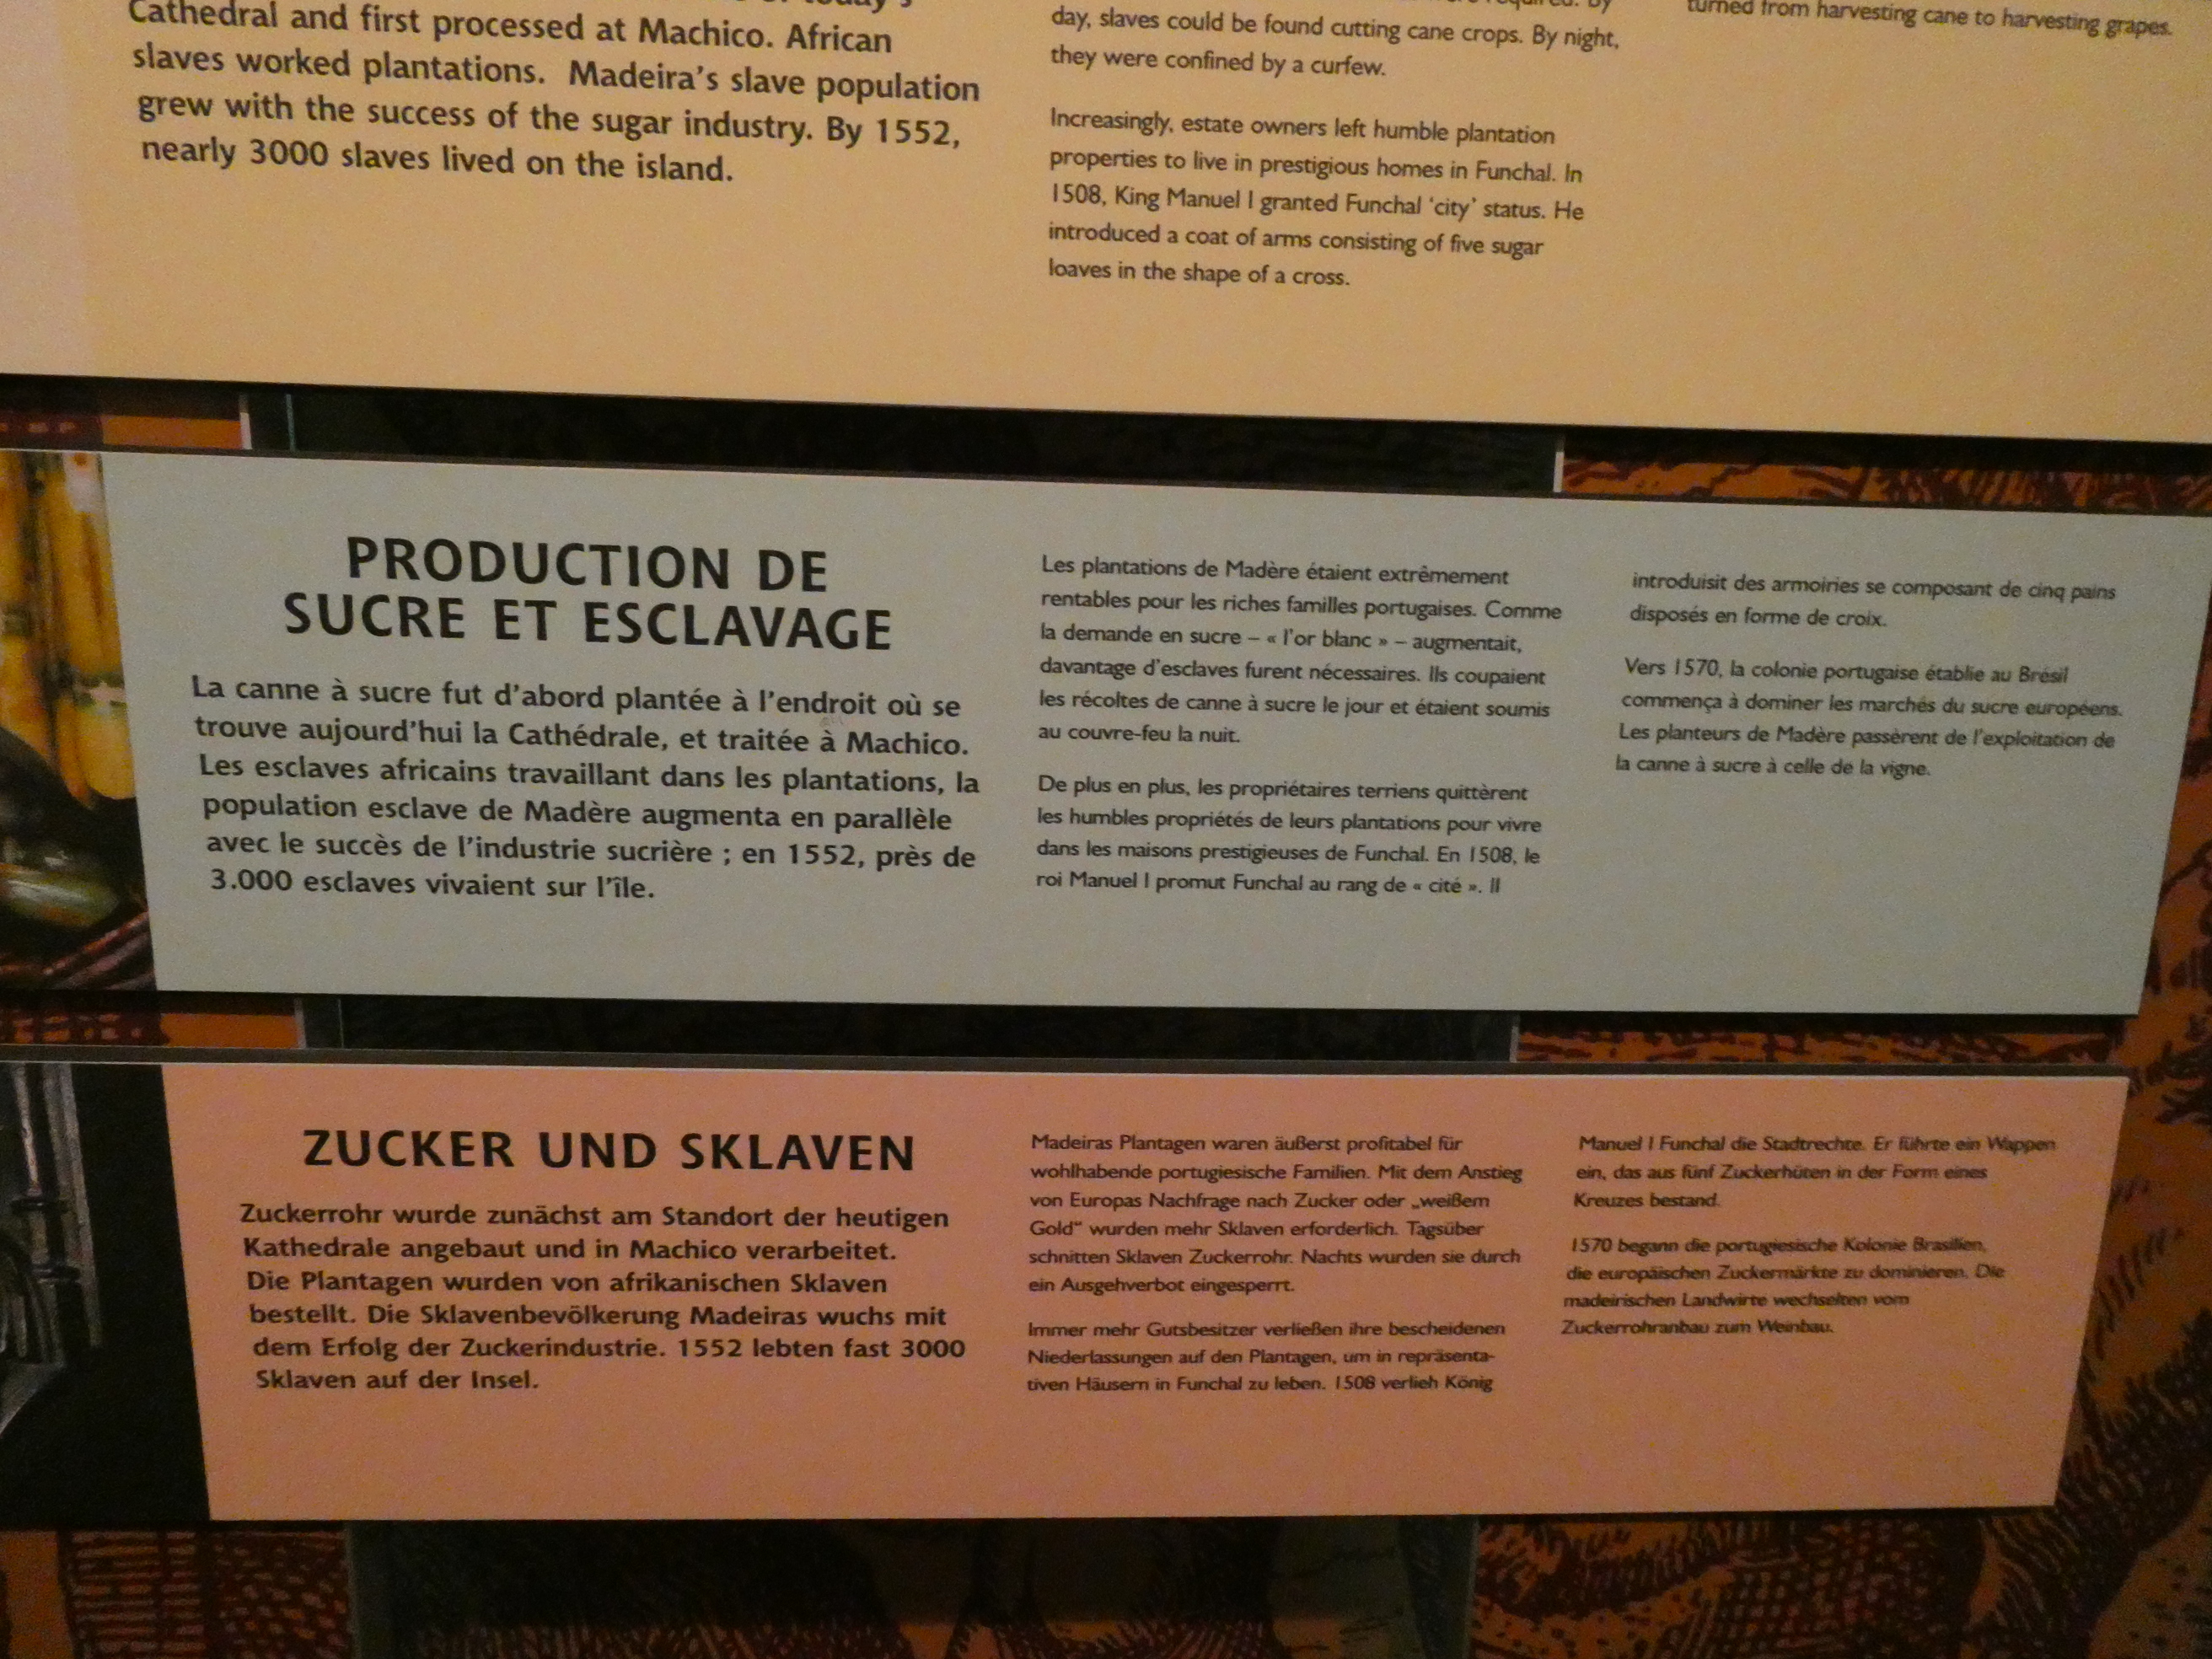 today's
Cathedral and first processed at Machico. African
slaves worked plantations. Madeira's slave population
grew with the success of the sugar industry. By 1552,
nearly 3000 slaves lived on the island.
required. By
day, slaves could be found cutting cane crops. By night,
they were confined by a curfew.
Increasingly, estate owners left humble plantation
properties to live in prestigious homes in Funchal. In
1508, King Manuel I granted Funchal 'city' status. He
introduced a coat of arms consisting of five sugar
loaves in the shape of a cross.
turned from harvesting cane to harvesting grapes.
PRODUCTION DE
SUCRE ET ESCLAVAGE
La canne à sucre fut d'abord plantée à l'endroit où se
trouve aujourd'hui la Cathédrale, et traitée à Machico.
Les esclaves africains travaillant dans les plantations, la
population esclave de Madère augmenta en parallèle
avec le succès de l'industrie sucrière ; en 1552, près de
3.000 esclaves vivaient sur l'île.
Les plantations de Madère étaient extrêmement
rentables pour les riches familles portugaises. Comme
la demande en sucre – « l'or blanc » – augmentait,
davantage d'esclaves furent nécessaires. Ils coupaient
les récoltes de canne à sucre le jour et étaient soumis
au couvre-feu la nuit.
De plus en plus, les propriétaires terriens quittèrent
les humbles propriétés de leurs plantations pour vivre
dans les maisons prestigieuses de Funchal. En 1508, le
roi Manuel I promut Funchal au rang de « cité ». Il
introduisit des armoiries se composant de cinq pains
disposés en forme de croix.
Vers 1570, la colonie portugaise établie au Brésil
commença à dominer les marchés du sucre européens.
Les planteurs de Madère passèrent de l'exploitation de
la canne à sucre à celle de la vigne.
ZUCKER UND SKLAVEN
Zuckerrohr wurde zunächst am Standort der heutigen
Kathedrale angebaut und in Machico verarbeitet.
Die Plantagen wurden von afrikanischen Sklaven
bestellt. Die Sklavenbevölkerung Madeiras wuchs mit
dem Erfolg der Zuckerindustrie. 1552 lebten fast 3000
Sklaven auf der Insel.
Madeiras Plantagen waren äußerst profitabel für
wohlhabende portugiesische Familien. Mit dem Anstieg
von Europas Nachfrage nach Zucker oder „weißem
Gold“ wurden mehr Sklaven erforderlich. Tagsüber
schnitten Sklaven Zuckerrohr. Nachts wurden sie durch
ein Ausgehverbot eingesperrt.
Immer mehr Gutsbesitzer verließen ihre bescheidenen
Niederlassungen auf den Plantagen, um in repräsenta-
tiven Häusern in Funchal zu leben. 1508 verlieh König
Manuel I Funchal die Stadtrechte. Er führte ein Wappen
ein, das aus fünf Zuckerhüten in der Form eines
Kreuzes bestand.
1570 begann die portugiesische Kolonie Brasilien,
die europäischen Zuckermärkte zu dominieren. Die
madeirischen Landwirte wechselten vom
Zuckerrohranbau zum Weinbau.